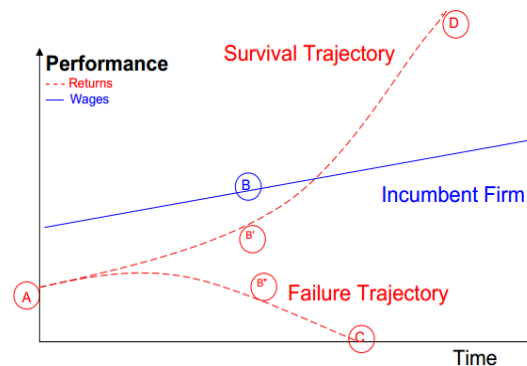 D
Survival Trajectory
Performance
Returns
Wages
B
Incumbent Firm
B'
B"
A
Failure Trajectory
C
Time